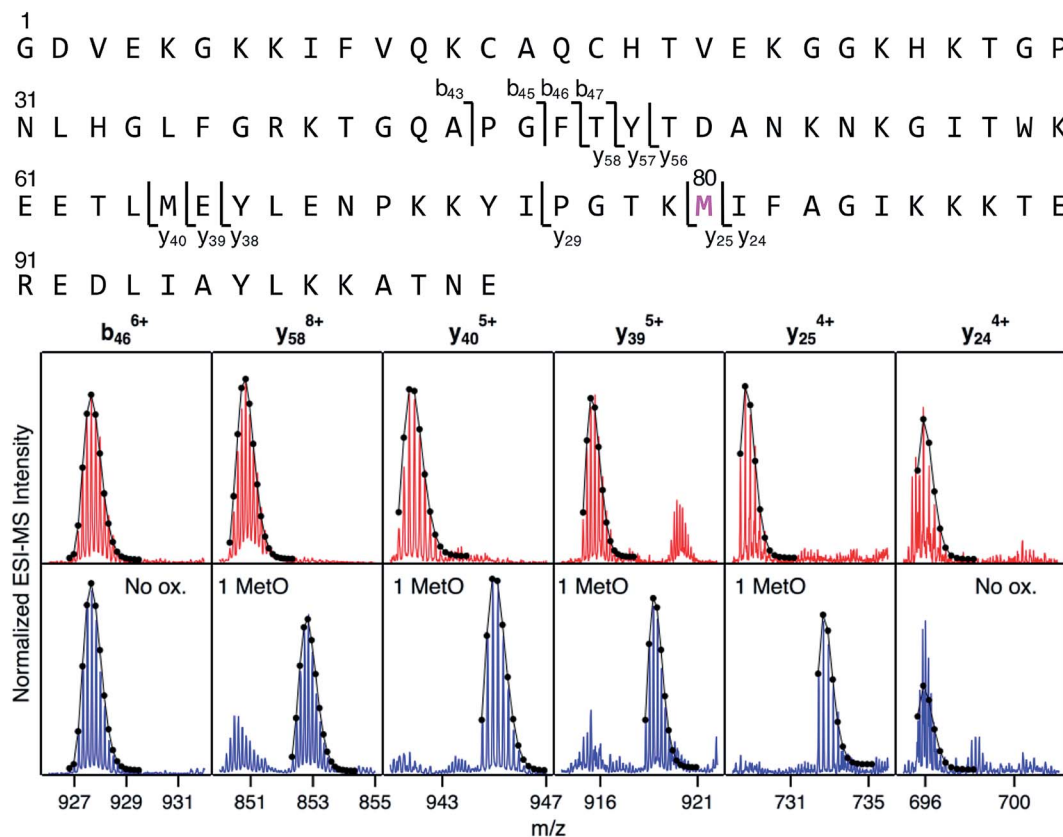 1
G D V E K G K K I F V Q K C A Q C H T V E K G G K H K T G P
31 b43 b45 b46 b47
N L H G L F G R K T G Q A P G F T Y T D A N K N K G I T W K
y58 y57 y56
61 80
E E T L M E Y L E N P K K Y I P G T K M I F A G I K K K T E
y40 y39 y38 y29 y25 y24
91
R E D L I A Y L K K A T N E
b46 6+ y58 8+ y40 5+ y39 5+ y25 4+ y24 4+
Normalized ESI-MS Intensity
No ox. 1 MetO 1 MetO 1 MetO 1 MetO No ox.
927 929 931 851 853 855 943 947 916 921 731 735 696 700
m/z